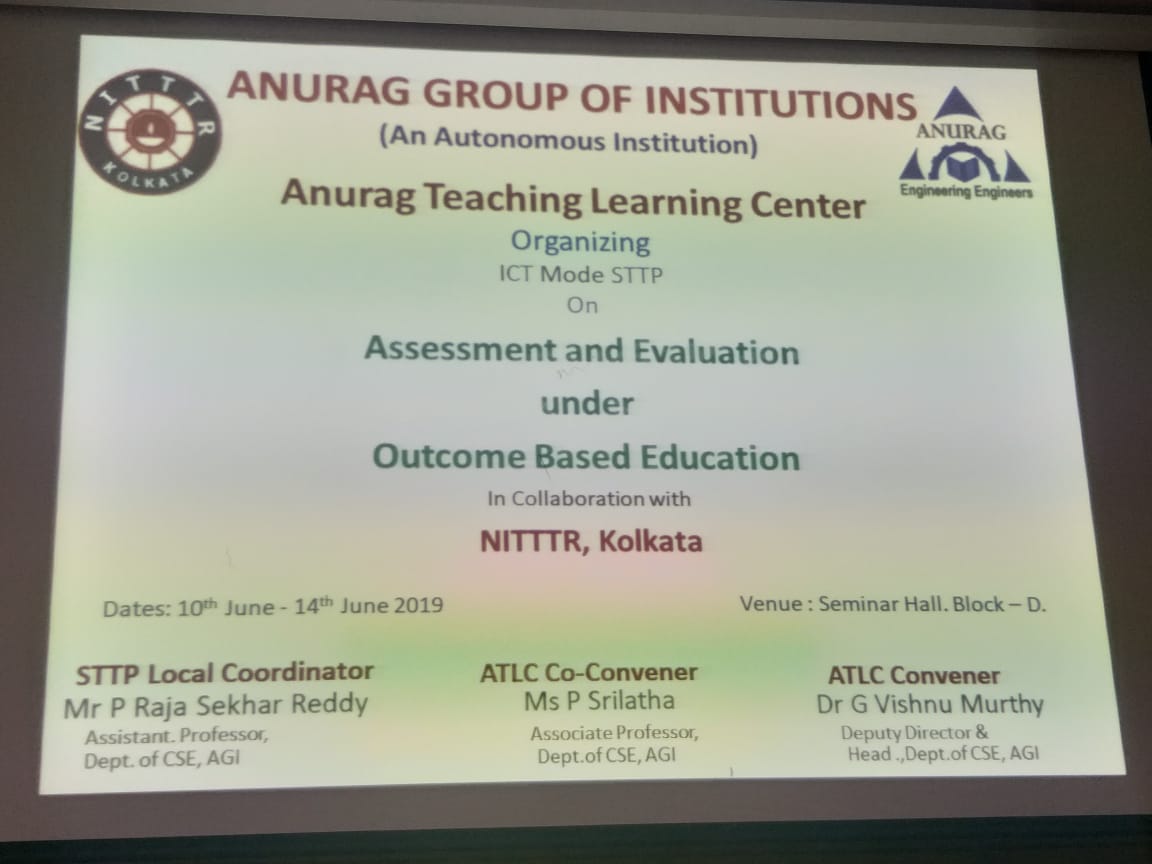 NITTTR
KOLKATA
ANURAG GROUP OF INSTITUTIONS
(An Autonomous Institution)
ANURAG
Engineering Engineers
Anurag Teaching Learning Center
Organizing
ICT Mode STTP
On
Assessment and Evaluation
under
Outcome Based Education
In Collaboration with
NITTTR, Kolkata
Dates: 10th June - 14th June 2019
Venue : Seminar Hall. Block – D.
STTP Local Coordinator
Mr P Raja Sekhar Reddy
Assistant. Professor,
Dept. of CSE, AGI
ATLC Co-Convener
Ms P Srilatha
Associate Professor,
Dept.of CSE, AGI
ATLC Convener
Dr G Vishnu Murthy
Deputy Director &
Head .,Dept.of CSE, AGI